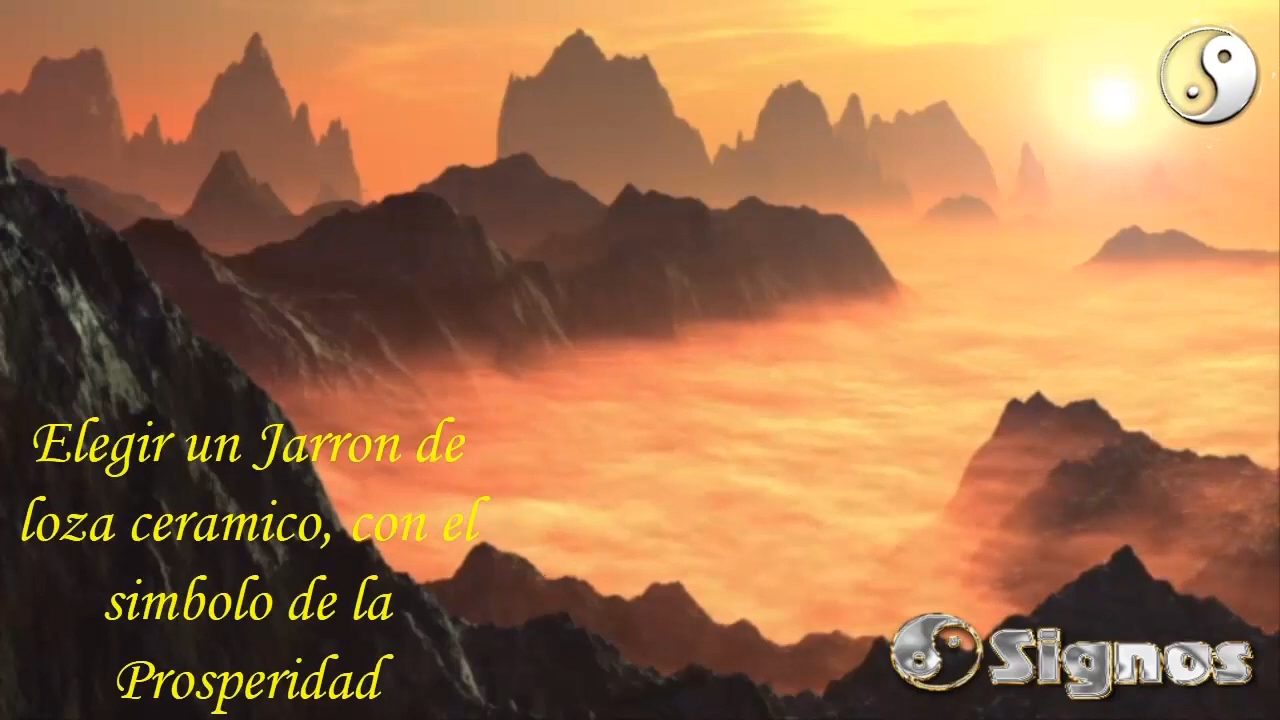 Elegir un Jarron de
loza ceramico, con el
simbolo de la
Prosperidad
Signos